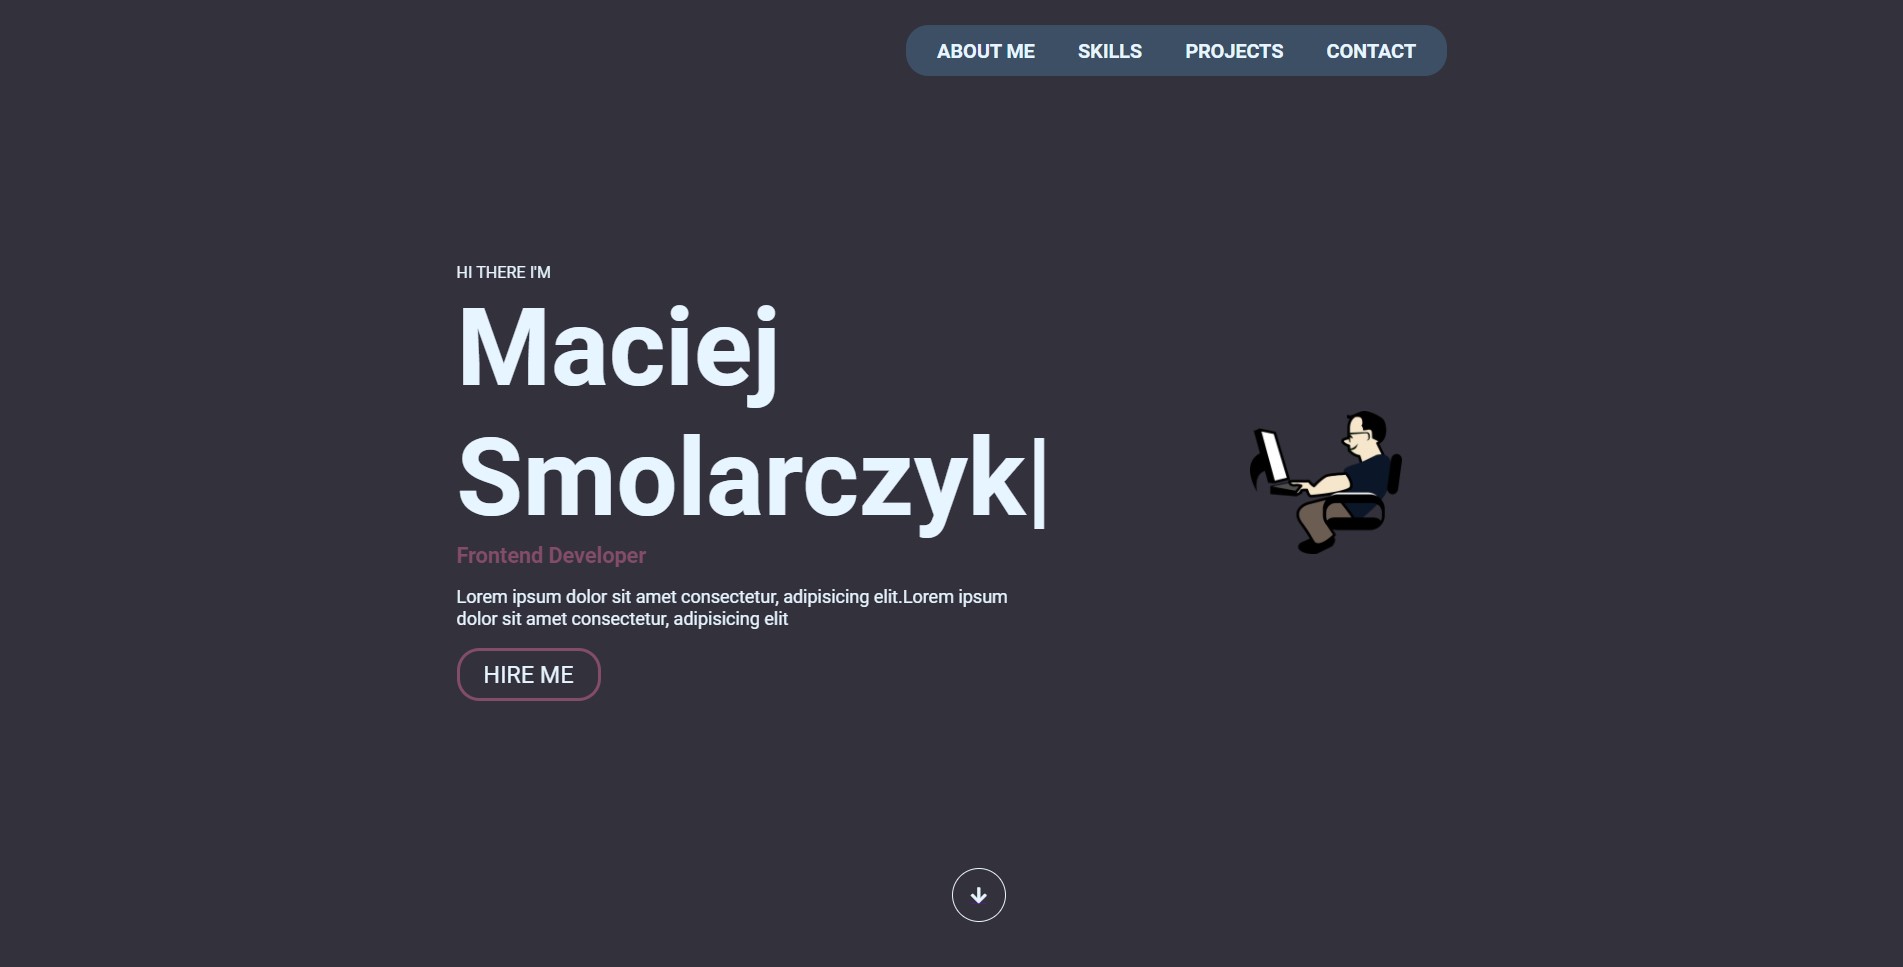 ABOUT ME SKILLS PROJECTS CONTACT
HI THERE I'M
Maciej
Smolarczyk|
Frontend Developer
Lorem ipsum dolor sit amet consectetur, adipisicing elit.Lorem ipsum
dolor sit amet consectetur, adipisicing elit
HIRE ME